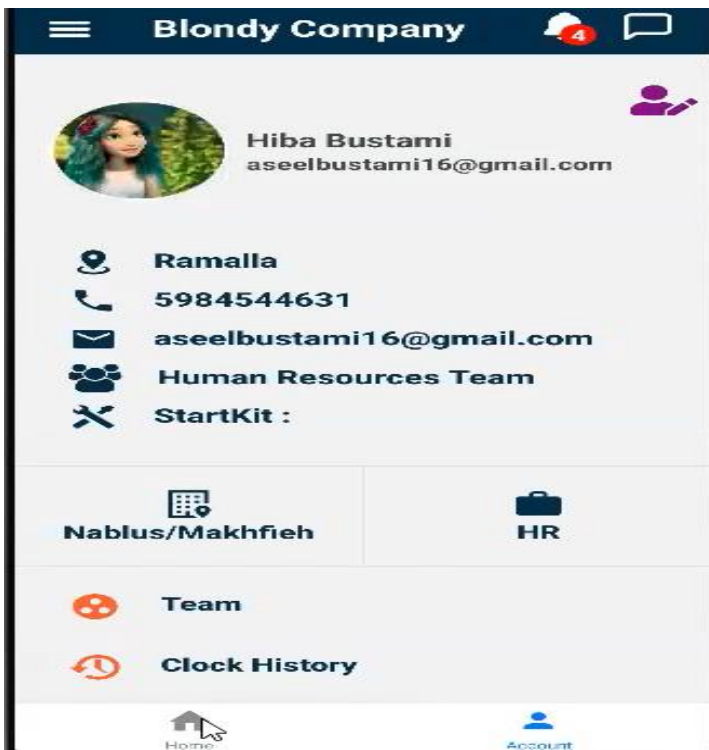 Blondy Company
4
Hiba Bustami
aseelbustami16@gmail.com
Ramalla
5984544631
aseelbustami16@gmail.com
Human Resources Team
StartKit :
Nablus/Makhfieh
HR
Team
Clock History
Home
Account